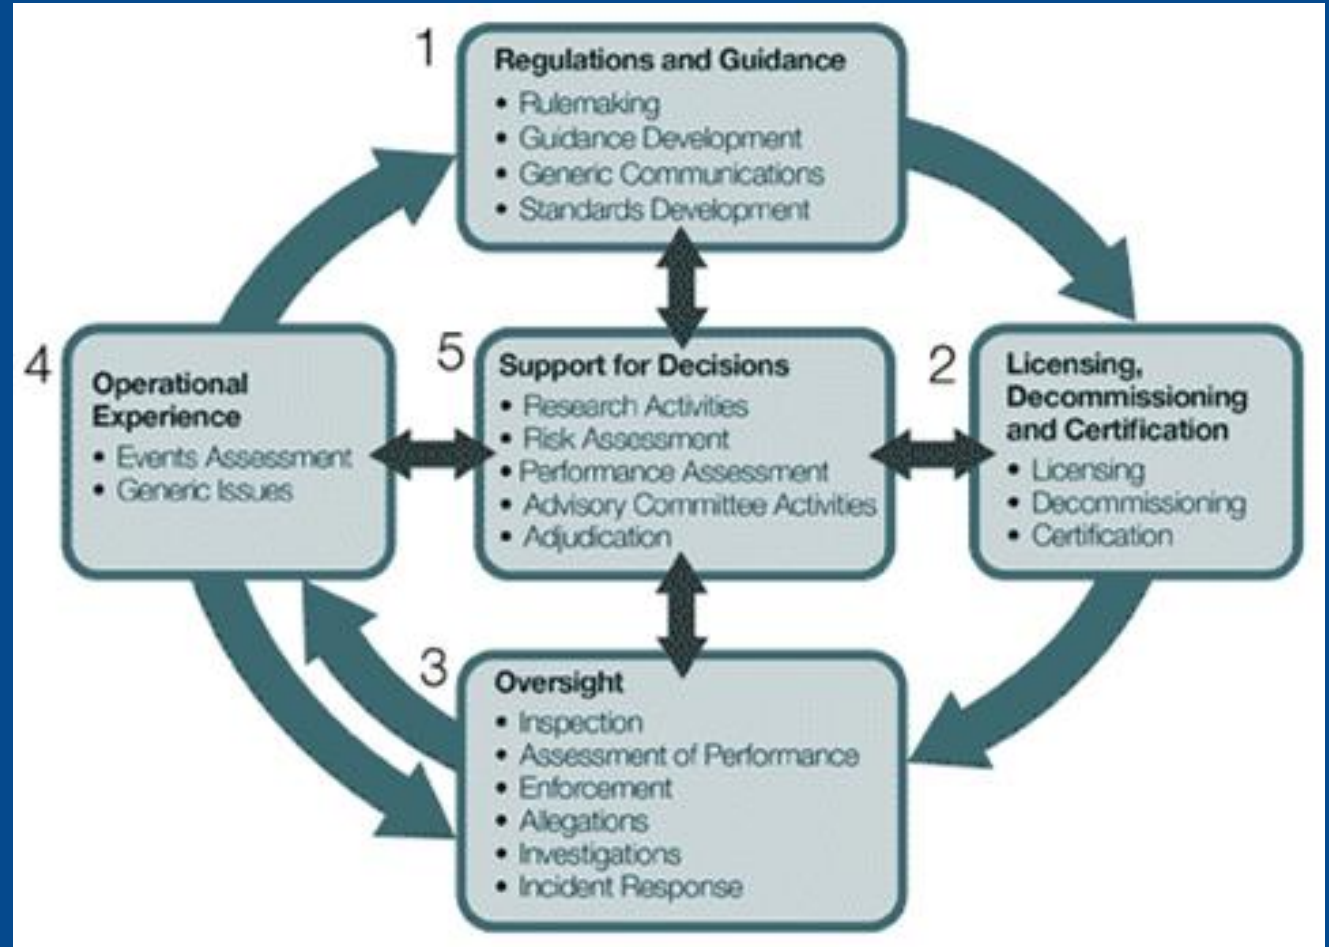 1
Regulations and Guidance
• Rulemaking
• Guidance Development
• Generic Communications
• Standards Development
4
Operational
Experience
• Events Assessment
• Generic Issues
5
Support for Decisions
• Research Activities
• Risk Assessment
• Performance Assessment
• Advisory Committee Activities
• Adjudication
2
Licensing,
Decommissioning
and Certification
• Licensing
• Decommissioning
• Certification
3
Oversight
• Inspection
• Assessment of Performance
• Enforcement
• Allegations
• Investigations
• Incident Response